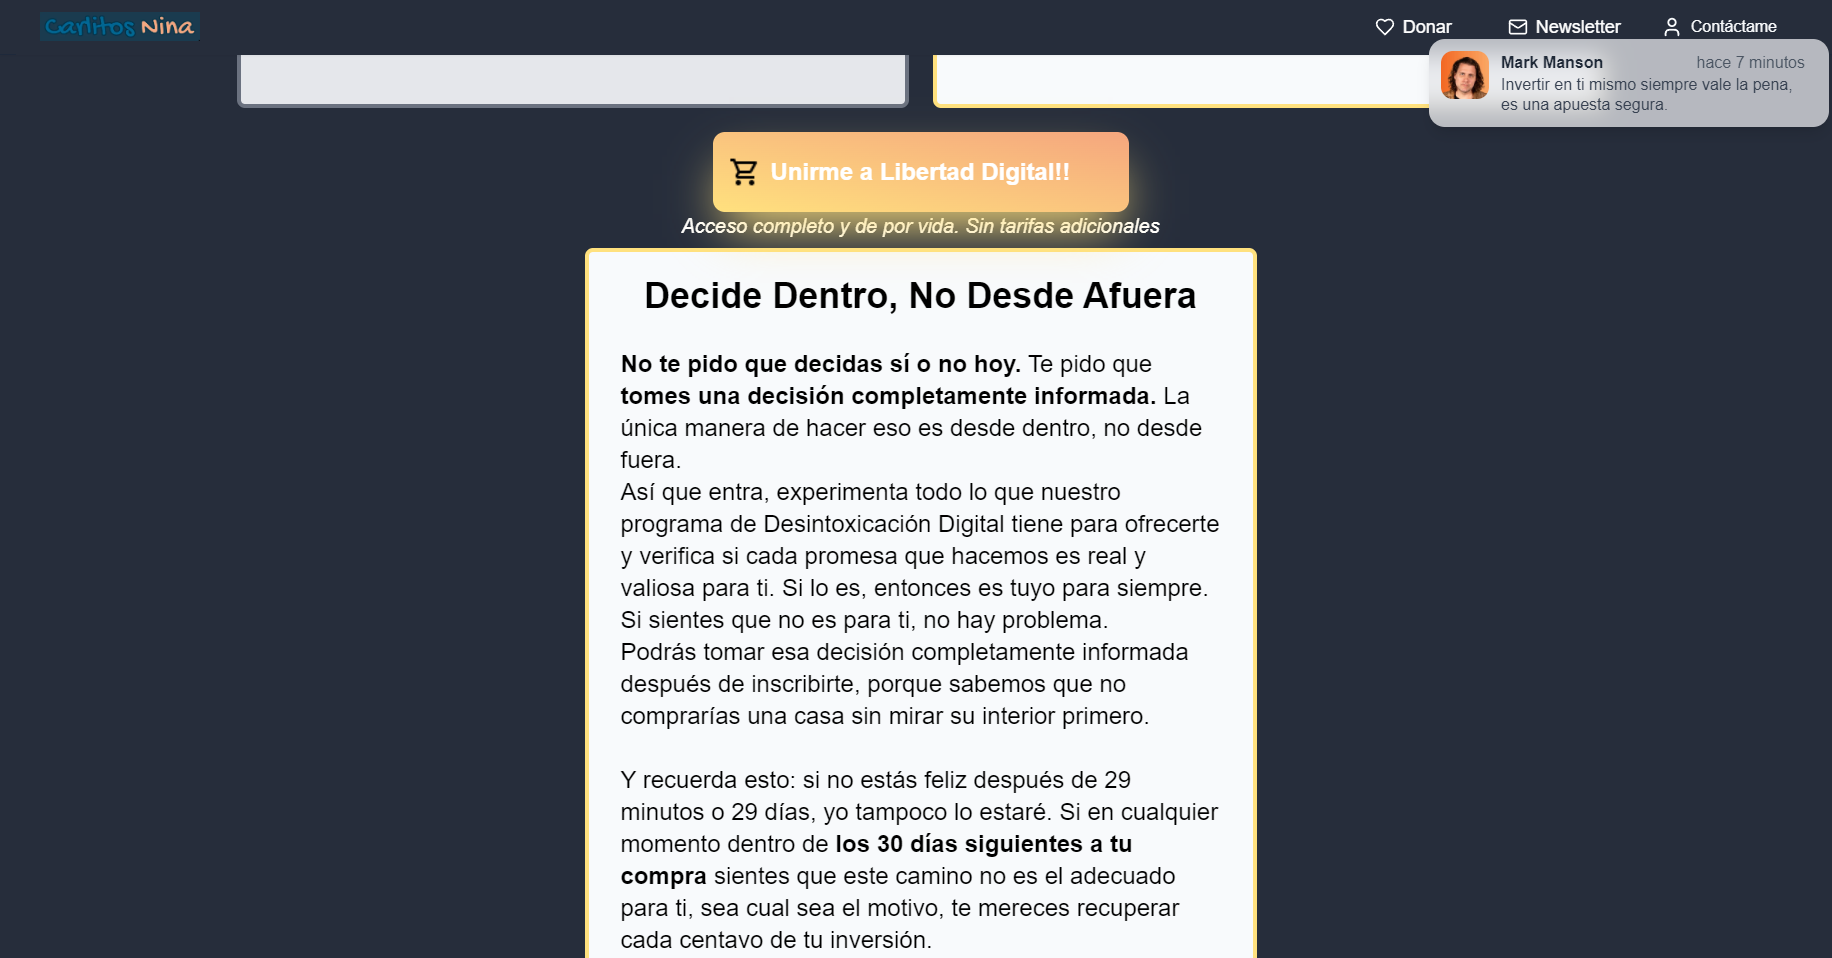 Carlitos Nina
Donar
Newsletter
Contáctame
Mark Manson
hace 7 minutos
Invertir en ti mismo siempre vale la pena,
es una apuesta segura.
Unirme a Libertad Digital!!
Acceso completo y de por vida. Sin tarifas adicionales
Decide Dentro, No Desde Afuera
No te pido que decidas sí o no hoy. Te pido que
tomes una decisión completamente informada. La
única manera de hacer eso es desde dentro, no desde
fuera.
Así que entra, experimenta todo lo que nuestro
programa de Desintoxicación Digital tiene para ofrecerte
y verifica si cada promesa que hacemos es real y
valiosa para ti. Si lo es, entonces es tuyo para siempre.
Si sientes que no es para ti, no hay problema.
Podrás tomar esa decisión completamente informada
después de inscribirte, porque sabemos que no
comprarías una casa sin mirar su interior primero.
Y recuerda esto: si no estás feliz después de 29
minutos o 29 días, yo tampoco lo estaré. Si en cualquier
momento dentro de los 30 días siguientes a tu
compra sientes que este camino no es el adecuado
para ti, sea cual sea el motivo, te mereces recuperar
cada centavo de tu inversión.